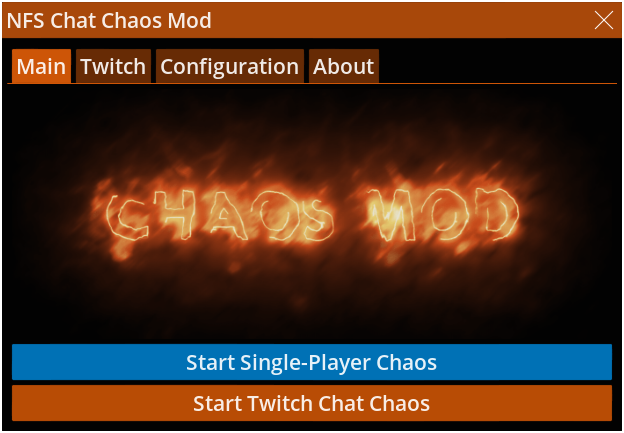 NFS Chat Chaos Mod
Main Twitch Configuration About
CHAOS MOD
Start Single-Player Chaos
Start Twitch Chat Chaos